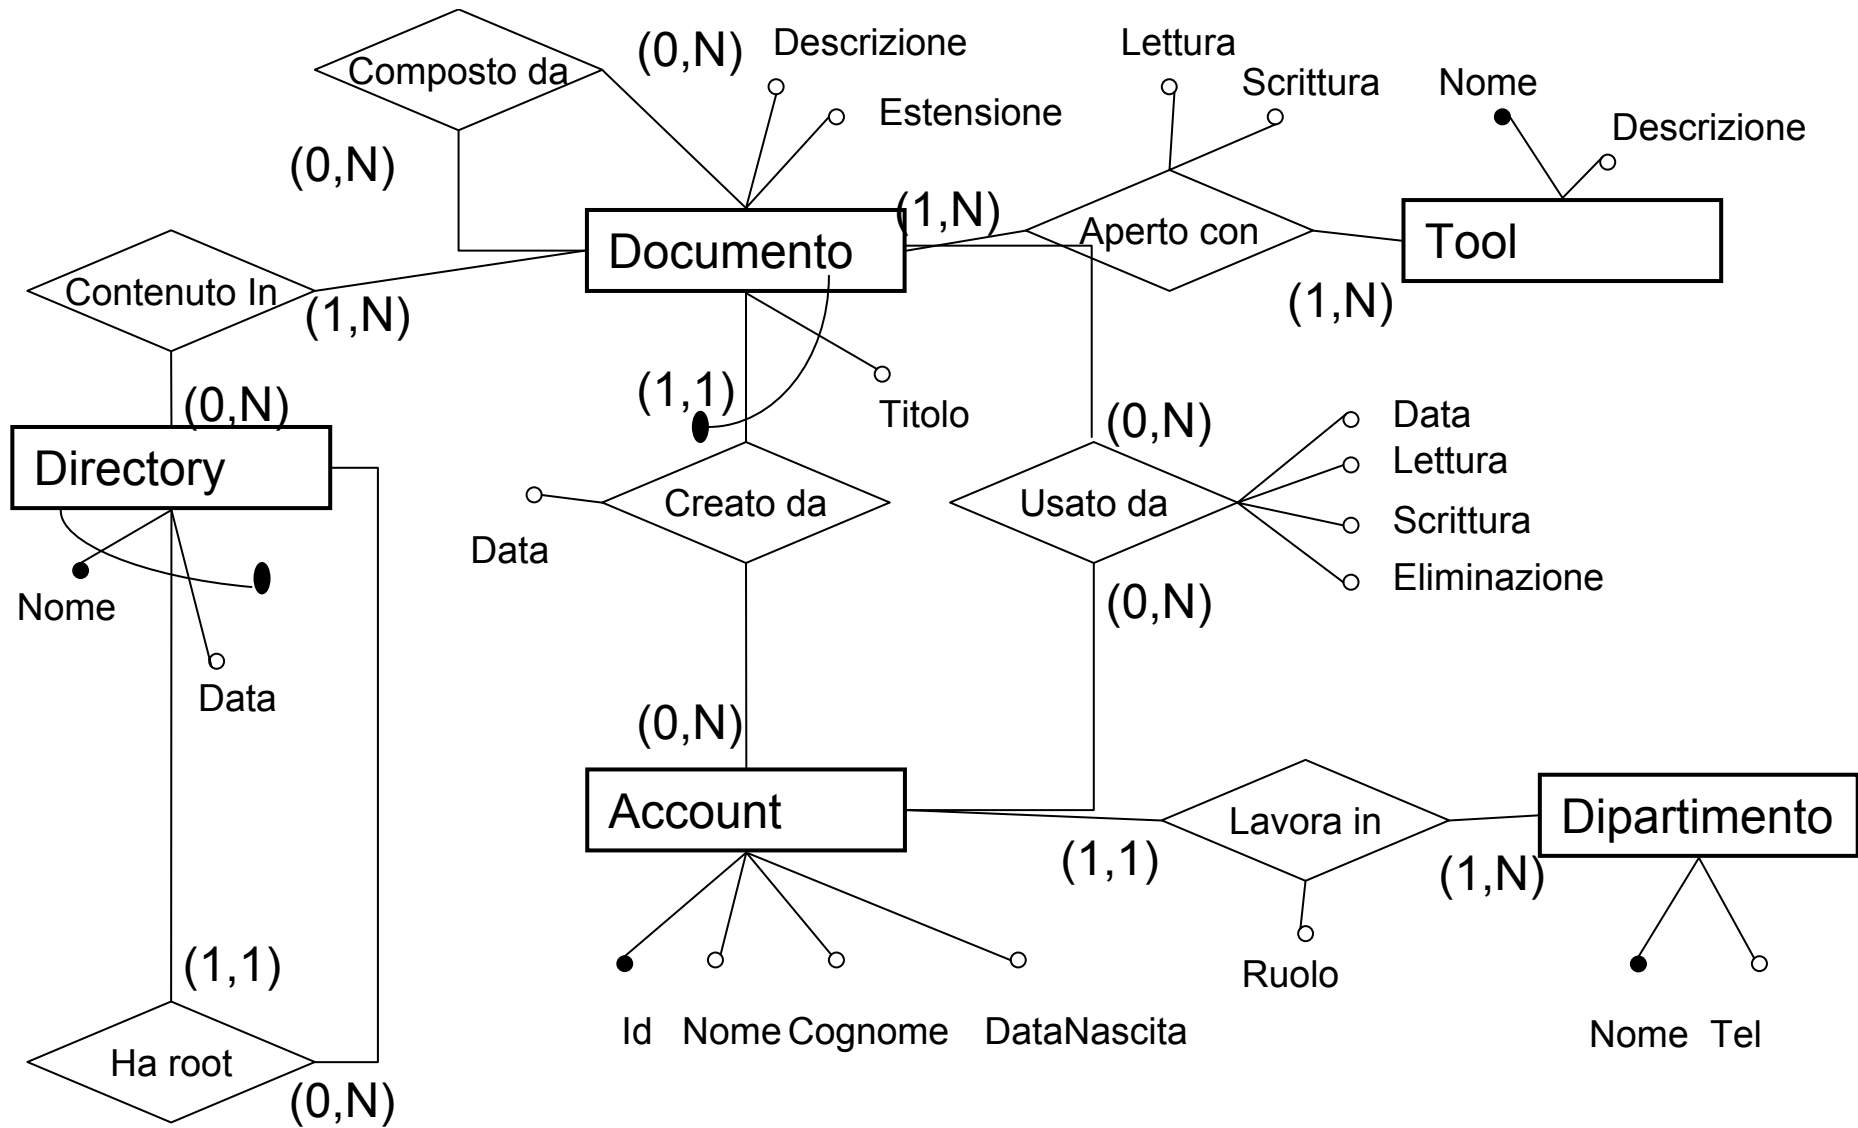 (0,N)
Descrizione
Lettura
Composto da
Scrittura
Nome
Estensione
Descrizione
(0,N)
(1,N)
Documento
Aperto con
Tool
Contenuto In
(1,N)
(1,N)
(1,1)
(0,N)
Titolo
(0,N)
Data
Lettura
Directory
Creato da
Usato da
Scrittura
Data
Eliminazione
Nome
(0,N)
Data
(0,N)
Account
Lavora in
Dipartimento
(1,1)
(1,N)
(1,1)
Ruolo
Id
Nome
Cognome
DataNascita
Nome
Tel
Ha root
(0,N)